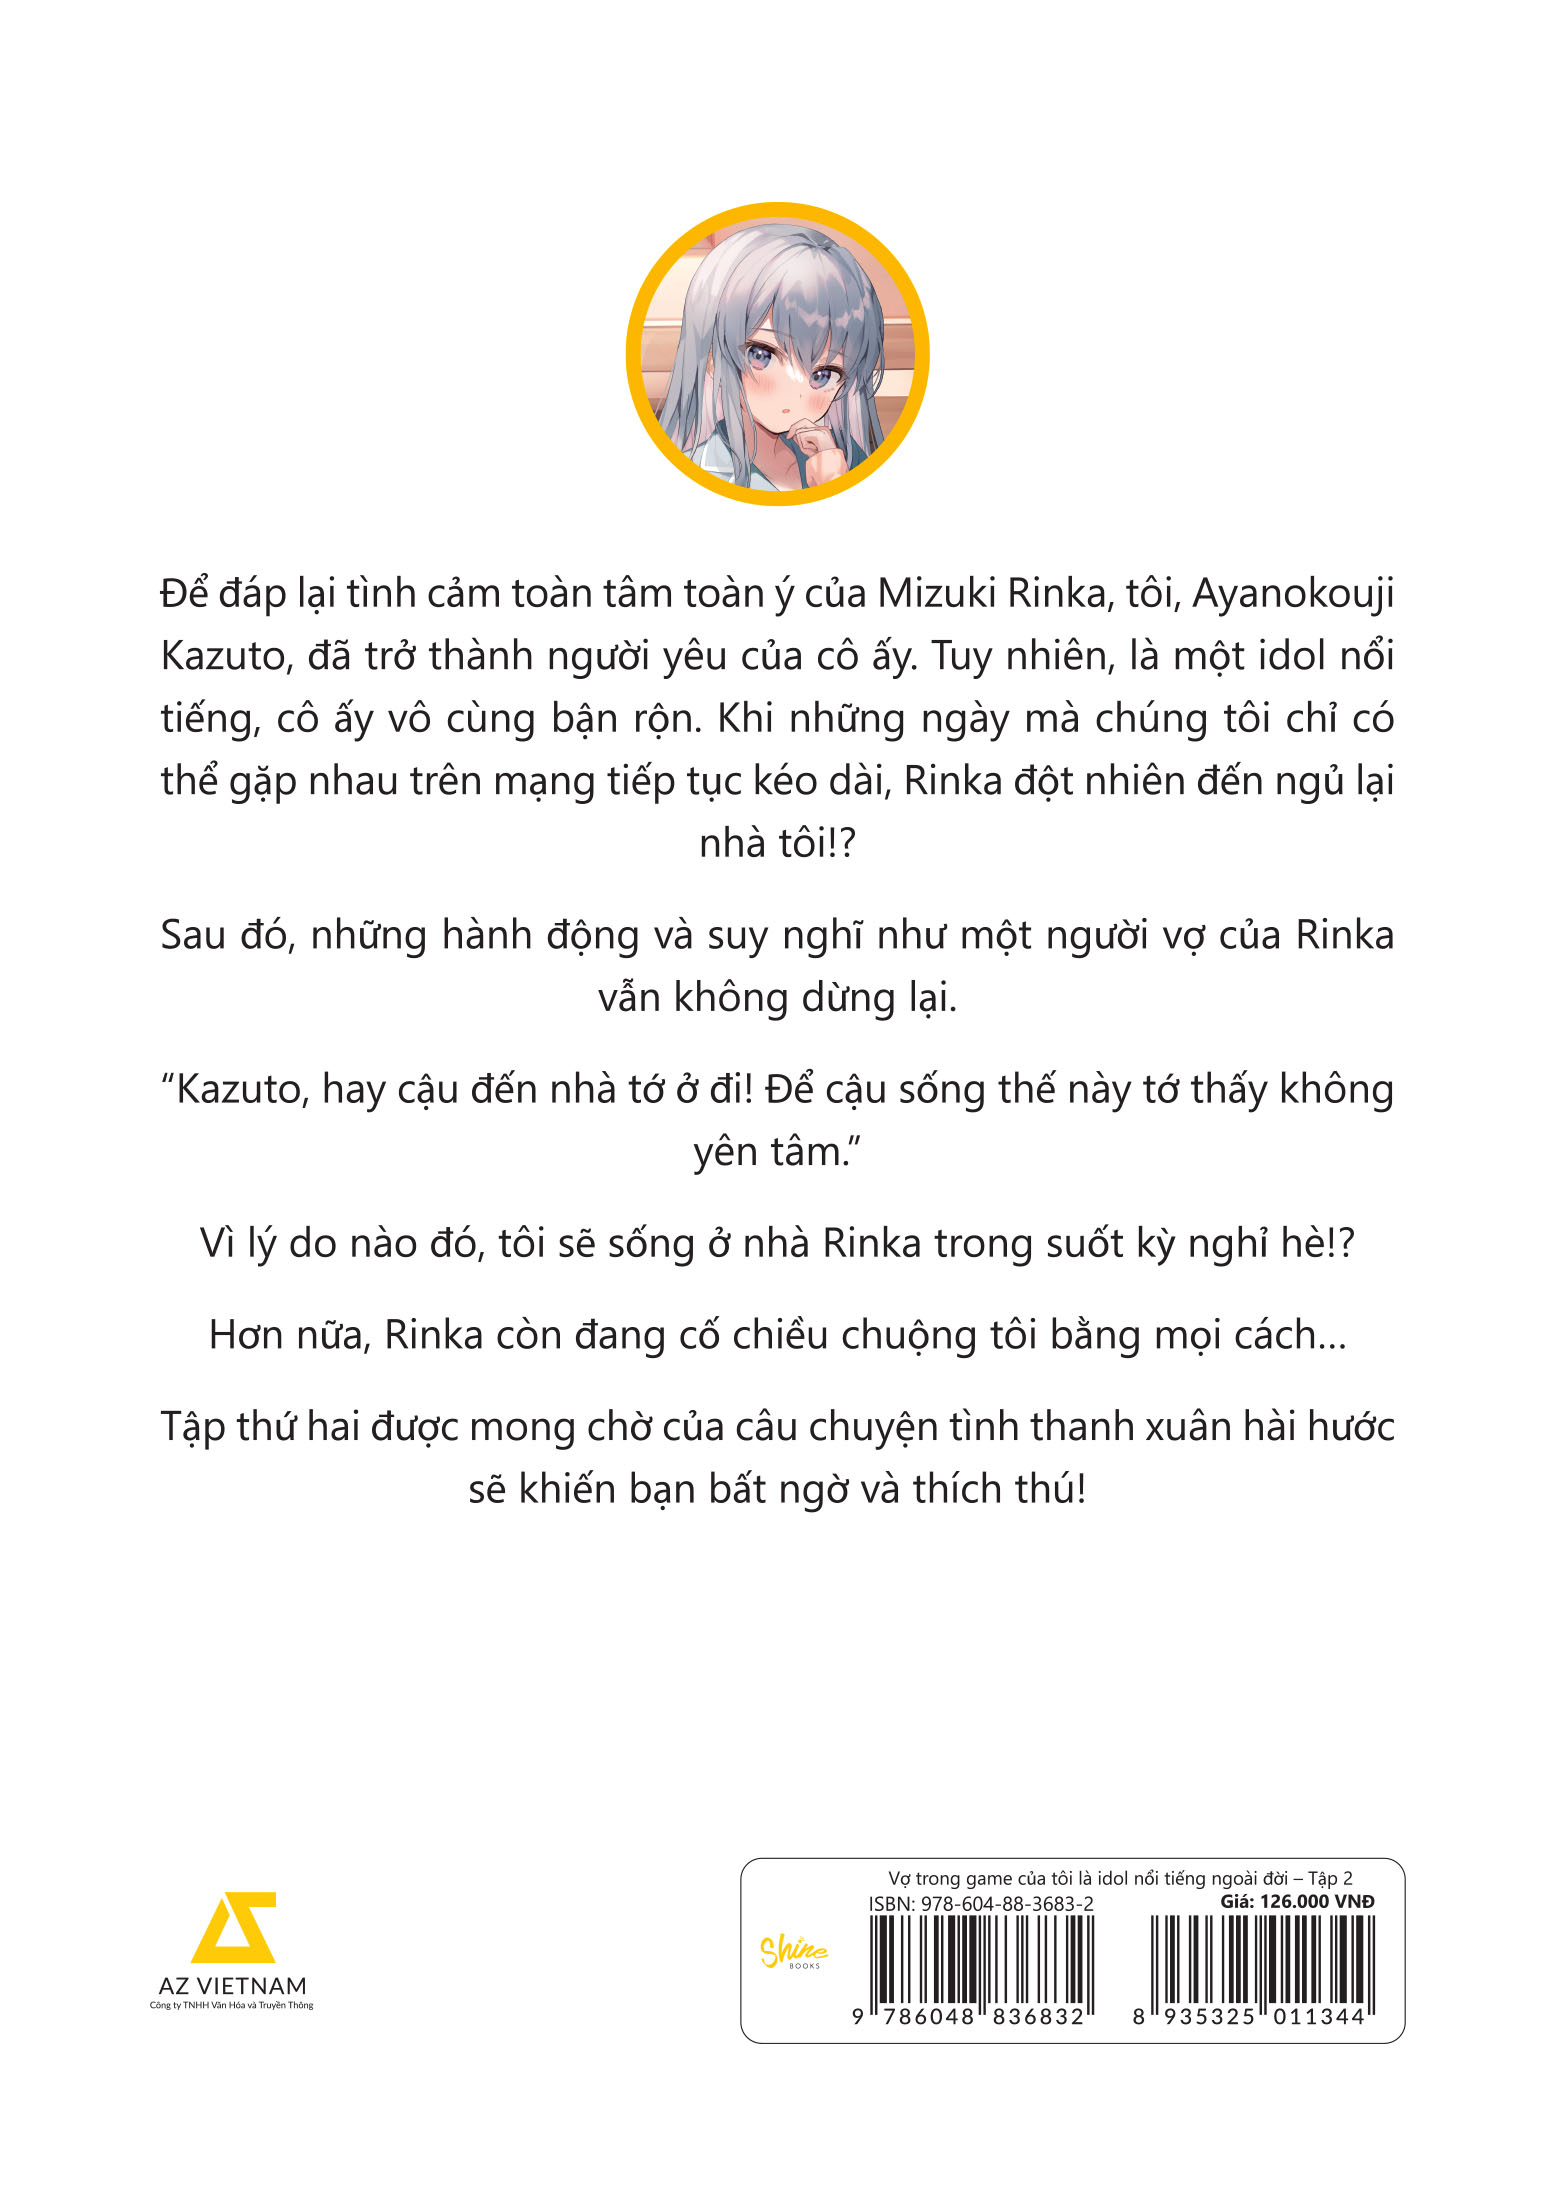 Để đáp lại tình cảm toàn tâm toàn ý của Mizuki Rinka, tôi, Ayanokouji
Kazuto, đã trở thành người yêu của cô ấy. Tuy nhiên, là một idol nổi
tiếng, cô ấy vô cùng bận rộn. Khi những ngày mà chúng tôi chỉ có
thể gặp nhau trên mạng tiếp tục kéo dài, Rinka đột nhiên đến ngủ lại
nhà tôi!?
Sau đó, những hành động và suy nghĩ như một người vợ của Rinka
vẫn không dừng lại.
“Kazuto, hay cậu đến nhà tớ ở đi! Để cậu sống thế này tớ thấy không
yên tâm.”
Vì lý do nào đó, tôi sẽ sống ở nhà Rinka trong suốt kỳ nghỉ hè!?
Hơn nữa, Rinka còn đang cố chiều chuộng tôi bằng mọi cách...
Tập thứ hai được mong chờ của câu chuyện tình thanh xuân hài hước
sẽ khiến bạn bất ngờ và thích thú!
AZ VIETNAM
Công ty TNHH Văn Hóa và Truyền Thông
Shine
BOOKS
Vợ trong game của tôi là idol nổi tiếng ngoài đời – Tập 2
ISBN: 978-604-88-3683-2
Giá: 126.000 VNĐ
9 786048 836832
8 935325 011344